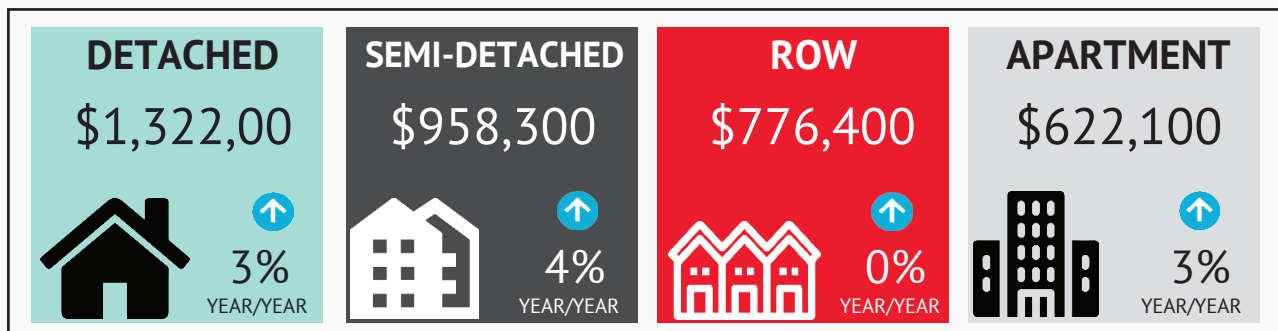 DETACHED
$1,322,00
3%
YEAR/YEAR
SEMI-DETACHED
$958,300
4%
YEAR/YEAR
ROW
$776,400
0%
YEAR/YEAR
APARTMENT
$622,100
3%
YEAR/YEAR